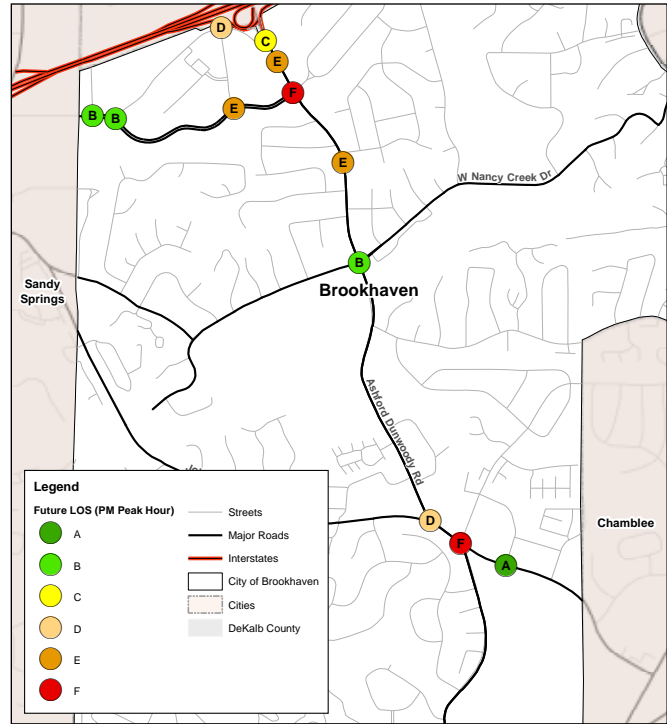 D
C
E
F
B
B
E
E
W Nancy Creek Dr
B
Sandy
Springs
Brookhaven
Ashford Dunwoody Rd
D
F
A
Chamblee
Legend
Future LOS (PM Peak Hour)
A
B
C
D
E
F
Streets
Major Roads
Interstates
City of Brookhaven
Cities
DeKalb County